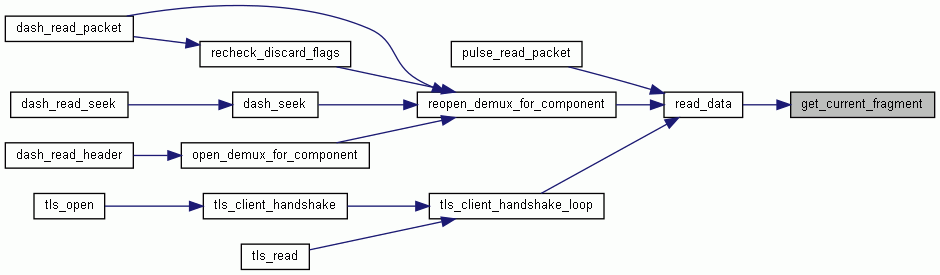 dash_read_packet
recheck_discard_flags
pulse_read_packet
dash_read_seek
dash_seek
reopen_demux_for_component
read_data
get_current_fragment
dash_read_header
open_demux_for_component
tls_open
tls_client_handshake
tls_client_handshake_loop
tls_read